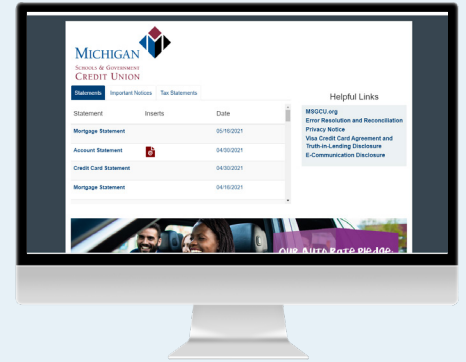 MICHIGAN
SCHOOLS & GOVERNMENT
CREDIT UNION
Statements Important Notices Tax Statements
Statement Inserts Date
Mortgage Statement 05/16/2021
Account Statement 04/30/2021
Credit Card Statement 04/30/2021
Mortgage Statement 04/16/2021
Helpful Links
MSGCU.org
Error Resolution and Reconciliation
Privacy Notice
Visa Credit Card Agreement and
Truth-in-Lending Disclosure
E-Communication Disclosure
OUR AUTO RATE PLEDGE